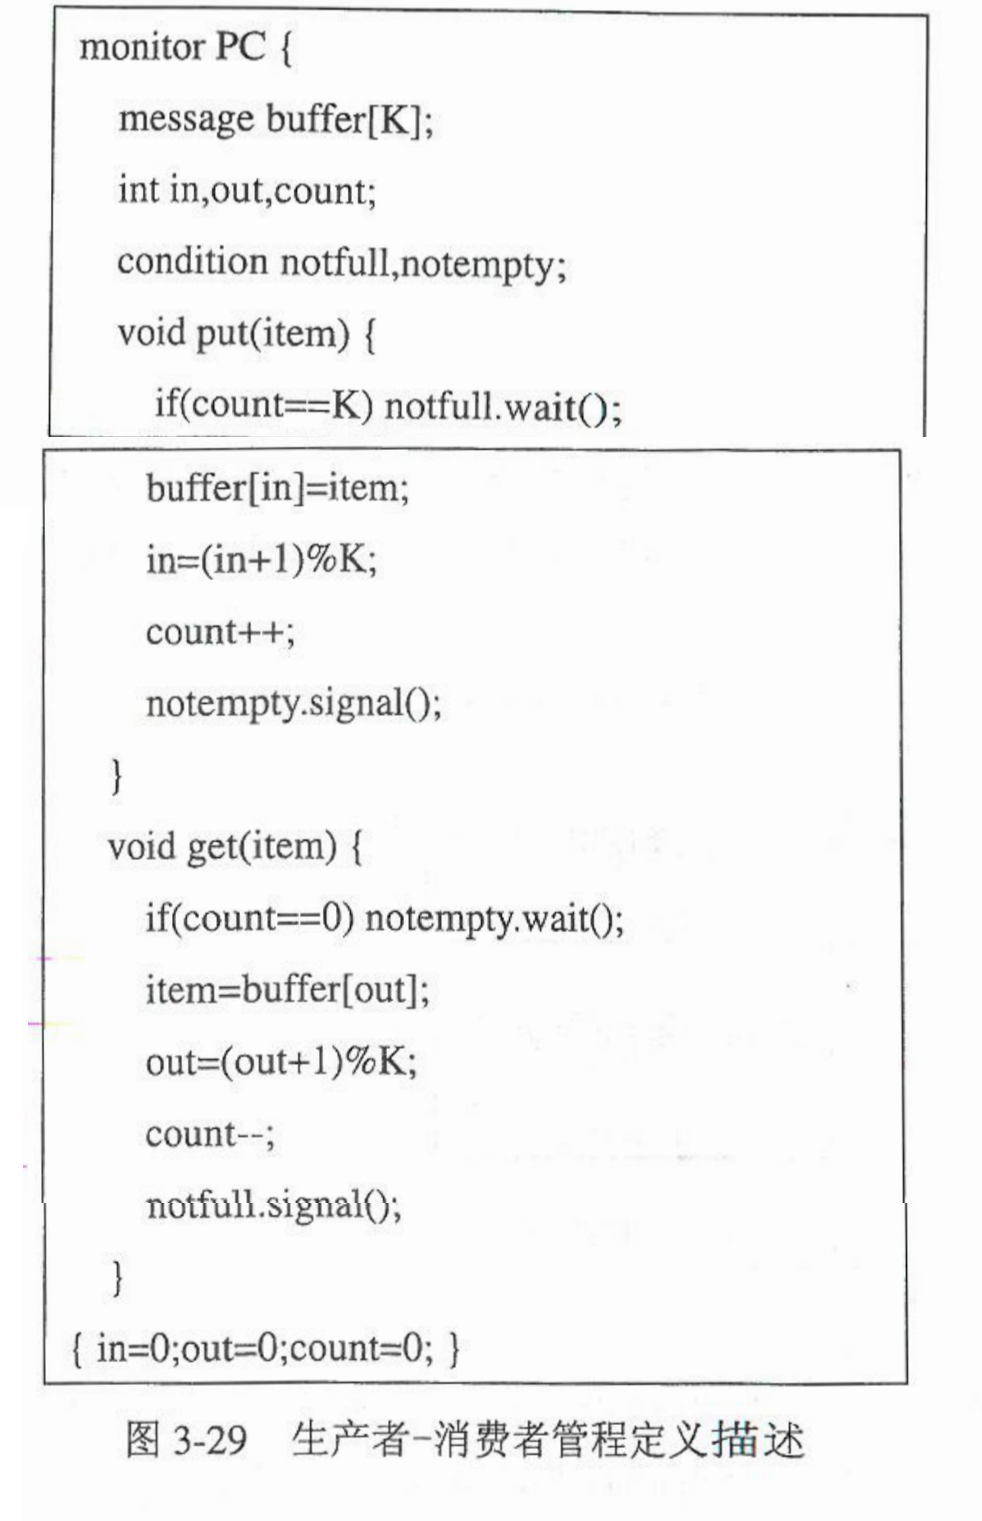 monitor PC {
message buffer[K];
int in,out,count;
condition notfull,notempty;
void put(item) {
if(count==K) notfull.wait();
buffer[in]=item;
in=(in+1)%K;
count++;
notempty.signal();
}
void get(item) {
if(count==0) notempty.wait();
item=buffer[out];
out=(out+1)%K;
count--;
notfull.signal();
}
{ in=0;out=0;count=0; }
图 3-29 生产者-消费者管程定义描述